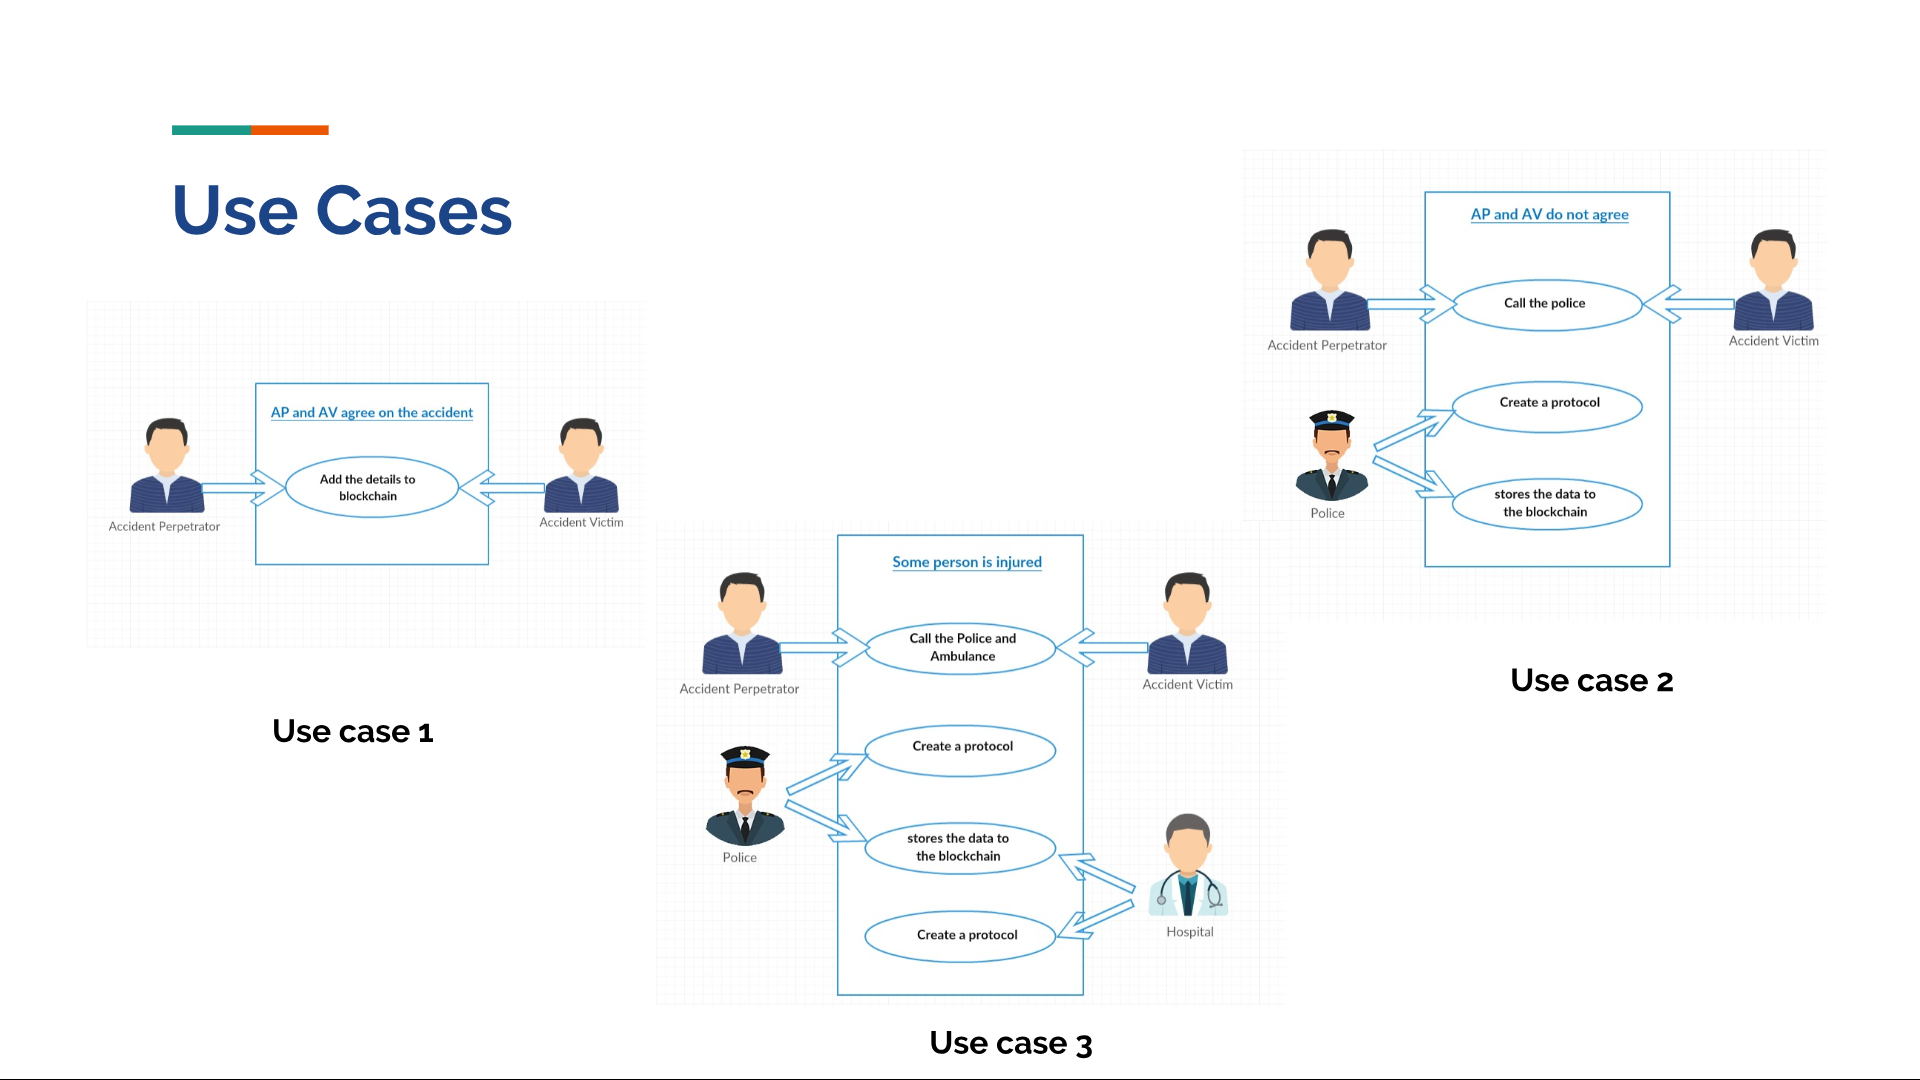 Use Cases
AP and AV agree on the accident
Add the details to
blockchain
Accident Perpetrator
Accident Victim
Use case 1
AP and AV do not agree
Call the police
Accident Perpetrator
Accident Victim
Create a protocol
stores the data to
the blockchain
Police
Use case 2
Some person is injured
Call the Police and
Ambulance
Accident Perpetrator
Accident Victim
Create a protocol
stores the data to
the blockchain
Police
Create a protocol
Hospital
Use case 3